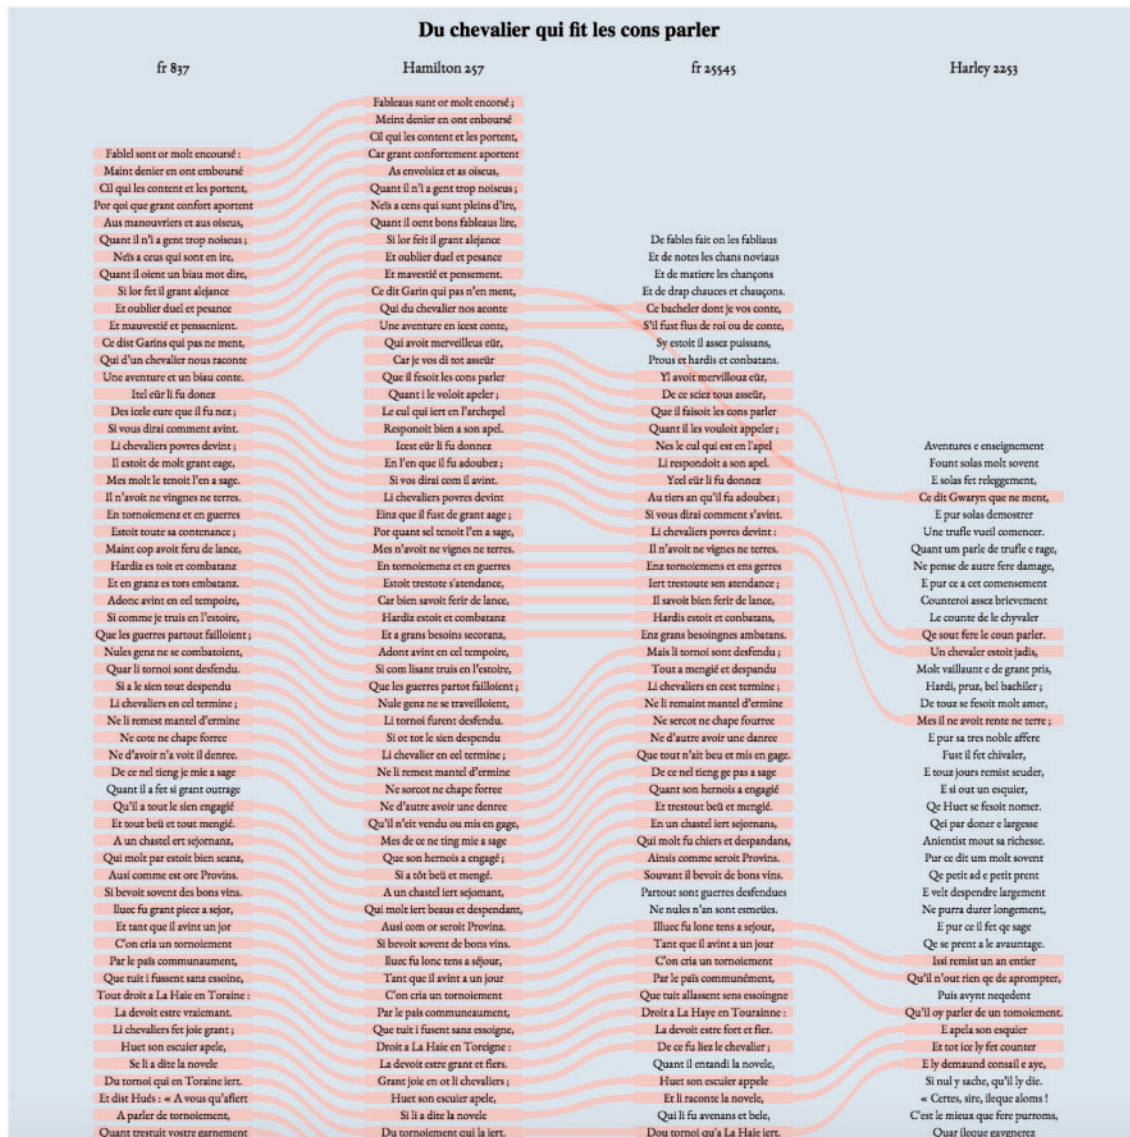 Du chevalier qui fit les cons parler
fr 837
Hamilton 257
fr 25545
Harley 2253
Fablel sont or molt encoursé :
Maint denier en ont emboursé
Cil qui les content et les portent,
Por qoi que grant confort aportent
Aus manouvriers et aus oiseus,
Quant il n'i a gent trop noiseus ;
Neïs a ceus qui sont en ire,
Quant il oient un biau mot dire,
Si lor fet il grant alejance
Et oublier duel et pesance
Et mauvestié et penssenient.
Ce dist Garins qui pas ne ment,
Qui d'un chevalier nous raconte
Une aventure et un biau conte.
Itel eür li fu donez
Des icele eure que il fu nez ;
Si vous dirai comment avint.
Li chevaliers povres devint ;
Il estoit de molt grant eage,
Mes molt le tenoit l'en a sage.
Il n'avoit ne vingnes ne terres.
En tornoiemenz et en guerres
Estoit toute sa contenance ;
Maint cop avoit feru de lance,
Hardiz es toit et combatanz
Et en granz es tors embatanz.
Adonc avint en cel tempoire,
Si comme je truis en l'estoire,
Que les guerres partout failloient ;
Nules genz ne se combatoient,
Quar li tornoi sont desfendu.
Si a le sien tout despendu
Li chevaliers en cel termine ;
Ne li remest mantel d'ermine
Ne cote ne chape forree
Ne d'avoir n'a voit il denree.
De ce nel tieng je mie a sage
Quant il a fet si grant outrage
Qu'il a tout le sien engagié
Et tout beü et tout mengié.
A un chastel ert sejornanz,
Qui molt par estoit bien seanz,
Ausi comme est ore Provins.
Si bevoit sovent des bons vins.
Iluec fu grant piece a sejor,
Et tant que il avint un jor
C'on cria un tornoiement
Par le païs communaument,
Que tuit i fussent sanz essoine,
Tout droit a La Haie en Toraine :
La devoit estre vraiemant.
Li chevaliers fet joie grant ;
Huet son escuier apele,
Se li a dite la novele
Du tornoi qui en Toraine iert.
Et dist Hués : « A vous qu'afiert
A parler de tornoiement,
Quant trestuit vostre garnement
Fableaus sunt or molt encorsé ;
Meint denier en ont enboursé
Cil qui les content et les portent,
Car grant confortement aportent
As envoisiez et as oiseus,
Quant il n'i a gent trop noiseus ;
Neïs a cens qui sunt pleins d'ire,
Quant il oent bons fableaus lire,
Si lor feit il grant alejance
Et oublier duel et pesance
Et mavestié et pensement.
Ce dit Garin qui pas n'en ment,
Qui du chevalier nos aconte
Une aventure en icest conte,
Qui avoit merveilleus eür,
Car je vos di tot asseür
Que il fesoit les cons parler
Quant i le voloit apeler ;
Le cul qui iert en l'archepel
Responoit bien a son apel.
Icest eür li fu donnez
En l'en que il fu adoubez ;
Si vos dirai com il avint.
Li chevaliers povres devint
Einz que il fust de grant aage ;
Por quant sel tenoit l'en a sage,
Mes n'avoit ne vignes ne terres.
En tornoiemenz et en guerres
Estoit trestote s'atendance,
Car bien savoit ferir de lance,
Hardiz estoit et combatanz
Et a grans besoins secoranz,
Adont avint en cel tempoire,
Si com lisant truis en l'estoire,
Que les guerres partot failloient ;
Nule genz ne se traveilloient,
Li tornoi furent desfendu.
Si ot tot le sien despendu
Li chevalier en cel termine ;
Ne li remest mantel d'ermine
Ne sorcot ne chape forree
Ne d'autre avoir une denree
Qu'il n'eit vendu ou mis en gage,
Mes de ce ne ting mie a sage
Que son hernois a engagé ;
Si a tôt beü et mengé.
A un chastel iert sejornant,
Qui molt iert beaus et despendant,
Ausi com or seroit Provinz.
Si bevoit sovent de bons vins.
Iluec fu lonc tens a séjour,
Tant que il avint a un jour
C'on cria un tornoiement
Par le païs communeaument,
Que tuit i fusent sanz essoigne,
Droit a La Haie en Toreigne :
La devoit estre grant et fiers.
Grant joie en ot li chevaliers ;
Huet son escuier apele,
Si li a dite la novele
Du tornoiement qui la iert.
De fables fait on les fabliaus
Et de notes les chans noviaus
Et de matiere les chançons
Et de drap chauces et chauçons.
Ce bacheler dont je vos conte,
S'il fust fius de roi ou de conte,
Sy estoit il assez puissans,
Prous et hardis et conbatans.
Yl avoit mervillouz eür,
De ce sciez tous asseür,
Que il faisoit les cons parler
Quant il les vouloit appeler ;
Nes le cul qui est en l'apel
Li respondoit a son apel.
Ycel eür li fu donnez
Au tiers an qu'il fu adoubez ;
Si vous dirai comment s'avint.
Li chevaliers povres devint :
Il n'avoit ne vignes ne terres.
Enz tornoiemens et ens gerres
Iert trestoute sen atendance ;
Il savoit bien ferir de lance,
Hardis estoit et conbatans,
Enz grans besoingnes ambatans.
Mais li tornoi sont desfendu ;
Tout a mengié et despandu
Li chevaliers en cest termine ;
Ne li remaint mantel d'ermine
Ne sercot ne chape fourree
Ne d'autre avoir une danree
Que tout n'ait beu et mis en gage.
De ce nel tieng ge pas a sage
Quant son hernois a engagié
Et trestout beü et mengié.
En un chastel iert sejornans,
Qui molt fu chiers et despandans,
Ainsis comme seroit Provins.
Souvant il bevoit de bons vins.
Partout sont guerres desfendues
Ne nules n'an sont esmeües.
Illuec fu lonc tens a sejour,
Tant que il avint a un jour
C'on cria un tornoiement
Par le païs communément,
Que tuit allassent sens essoingne
Droit a La Haye en Tourainne :
La devoit estre fort et fier.
De ce fu liez le chevalier ;
Quant il entandi la novele,
Huet son escuier appele
Et li raconte la novele,
Qui li fu avenans et bele,
Dou tornoi qu'a La Haie iert.
Aventures e enseignement
Fount solas molt sovent
E solas fet releggement,
Ce dit Gwaryn que ne ment,
E pur solas demostrer
Une trufle vueil comencer.
Quant um parle de trufle e rage,
Ne pense de autre fere damage,
E pur ce a cet comensement
Counteroi assez brievement
Le counte de le chyvaler
Qe sout fere le coun parler.
Un chevaler estoit jadis,
Molt vaillaunt e de grant pris,
Hardi, pruz, bel bachiler ;
De touz se fesoit molt amer,
Mes il ne avoit rente ne terre ;
E pur sa tres noble affere
Fust il fet chivaler,
E touz jours remist seuder,
E si out un esquier,
Qe Huet se fesoit nomer.
Qei par doner e largesse
Anientist mout sa richesse.
Pur ce dit um molt sovent
Qe petit ad e petit prent
E velt despendre largement
Ne purra durer longement,
E pur ce il fet qe sage
Qe se prent a le avauntage.
Issi remist un an entier
Qu'il n'out rien qe de aprompter,
Puis avynt neqedent
Qu'il oy parler de un tornoiement.
E apela son esquier
Et tot ice ly fet counter
E ly demaund consail e aye,
Si nul y sache, qu'il ly die.
« Certes, sire, ileque aloms !
C'est le mieux que fere purroms,
Quar ileque gaygnerez